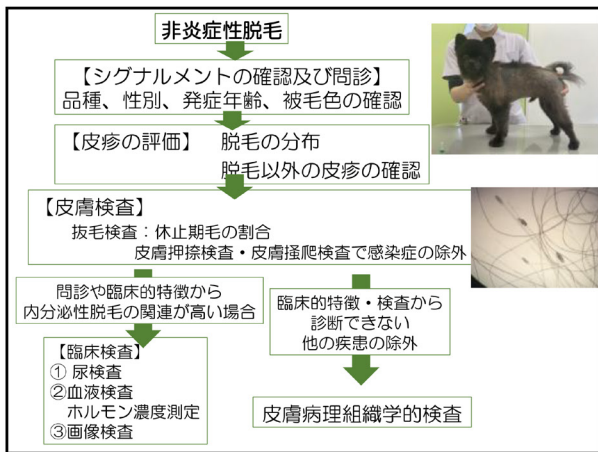 非炎症性脱毛
【シグナルメントの確認及び問診】
品種、性別、発症年齢、被毛色の確認
【皮疹の評価】 脱毛の分布
脱毛以外の皮疹の確認
【皮膚検査】
抜毛検査：休止期毛の割合
皮膚押捺検査・皮膚掻爬検査で感染症の除外
問診や臨床的特徴から
内分泌性脱毛の関連が高い場合
臨床的特徴・検査から
診断できない
他の疾患の除外
【臨床検査】
① 尿検査
②血液検査
ホルモン濃度測定
③画像検査
皮膚病理組織学的検査